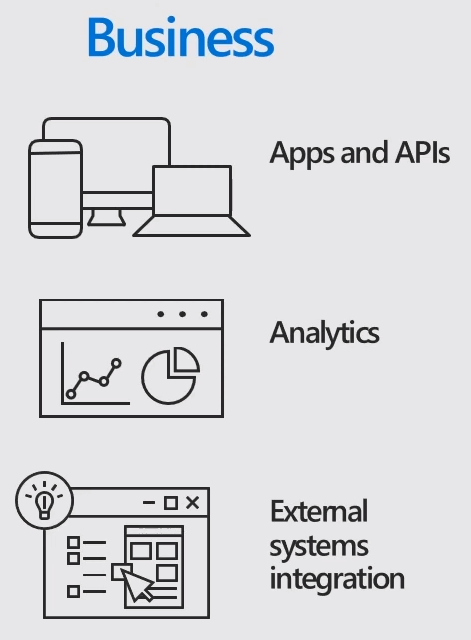 Business
Apps and APIs
Analytics
External
systems
integration